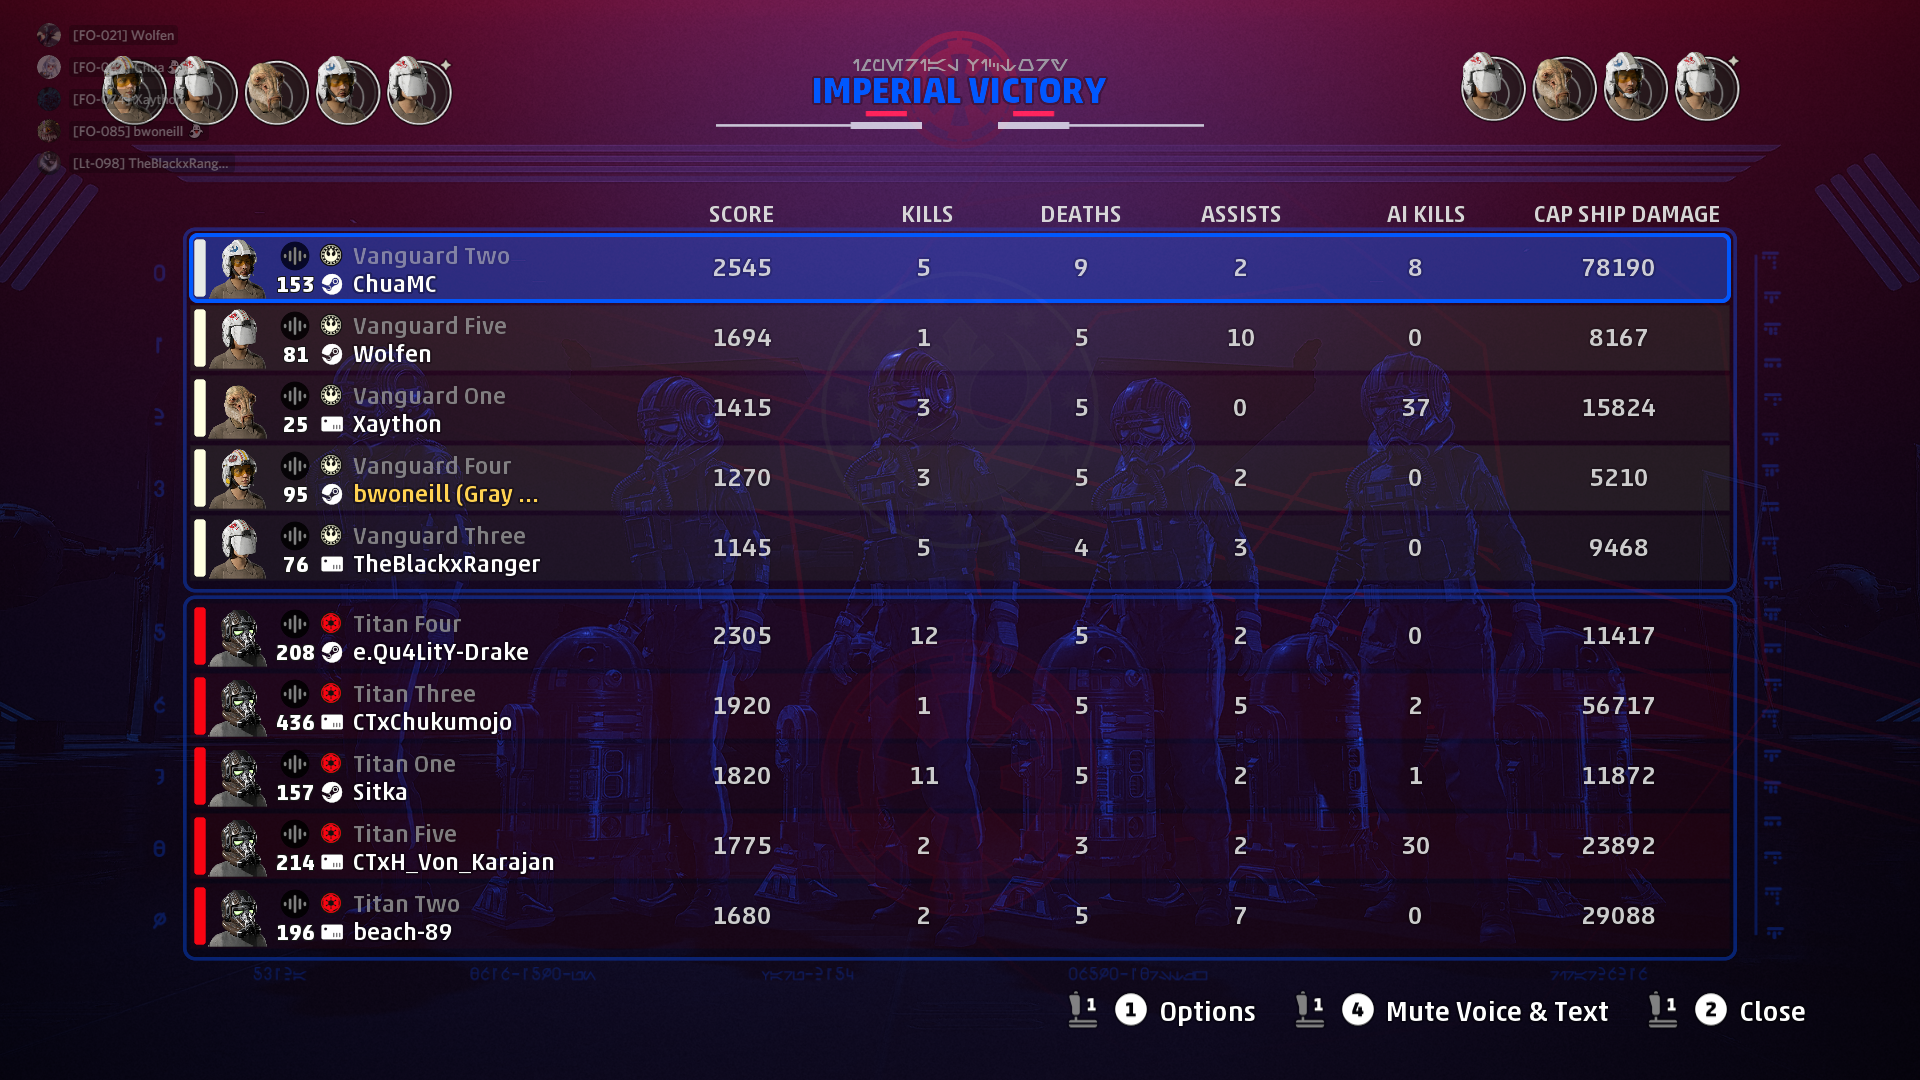 [FO-021] Wolfen
Chua
Xaython
[FO-085] bwoneill
[Lt-098] TheBlackxRang...
IMPERIAL VICTORY
SCORE KILLS DEATHS ASSISTS AI KILLS CAP SHIP DAMAGE
Vanguard Two
153 ChuaMC 2545 5 9 2 8 78190
Vanguard Five
81 Wolfen 1694 1 5 10 0 8167
Vanguard One
25 Xaython 1415 3 5 0 37 15824
Vanguard Four
95 bwoneill (Gray ... 1270 3 5 2 0 5210
Vanguard Three
76 TheBlackxRanger 1145 5 4 3 0 9468
Titan Four
208 e.Qu4LitY-Drake 2305 12 5 2 0 11417
Titan Three
436 CTxChukumojo 1920 1 5 5 2 56717
Titan One
157 Sitka 1820 11 5 2 1 11872
Titan Five
214 CTxH_Von_Karajan 1775 2 3 2 30 23892
Titan Two
196 beach-89 1680 2 5 7 0 29088
1 1 Options 1 4 Mute Voice & Text 1 2 Close